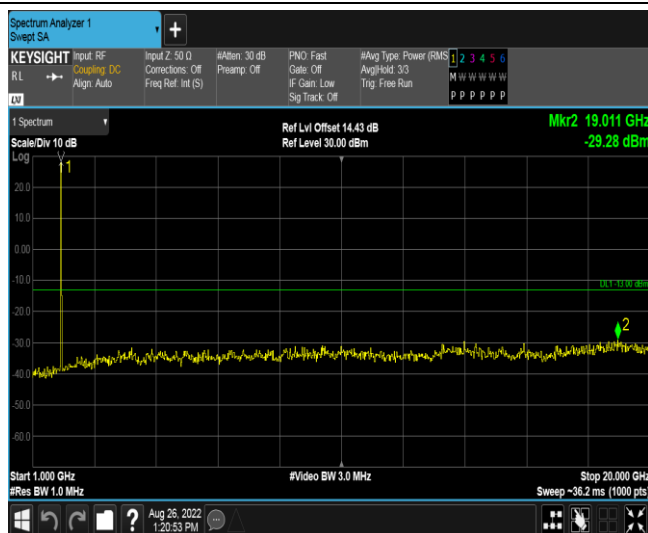 Spectrum Analyzer 1
Swept SA
+
KEYSIGHT
R L
LXI
Input: RF
Coupling: DC
Align: Auto
Input Z: 50 Ω
Corrections: Off
Freq Ref: Int (S)
#Atten: 30 dB
Preamp: Off
PNO: Fast
Gate: Off
IF Gain: Low
Sig Track: Off
#Avg Type: Power (RMS
Avg|Hold: 3/3
Trig: Free Run
1 2 3 4 5 6
M W W W W W
P P P P P P
1 Spectrum
Scale/Div 10 dB
Ref Lvl Offset 14.43 dB
Ref Level 30.00 dBm
Mkr2 19.011 GHz
-29.28 dBm
Log
1
20.0
10.0
0.00
-10.0
DL1 -13.00 dBm
2
-30.0
-40.0
-50.0
-60.0
Start 1.000 GHz
#Video BW 3.0 MHz
Stop 20.000 GHz
#Res BW 1.0 MHz
Sweep ~36.2 ms (1000 pts)
?
Aug 26, 2022
1:20:53 PM